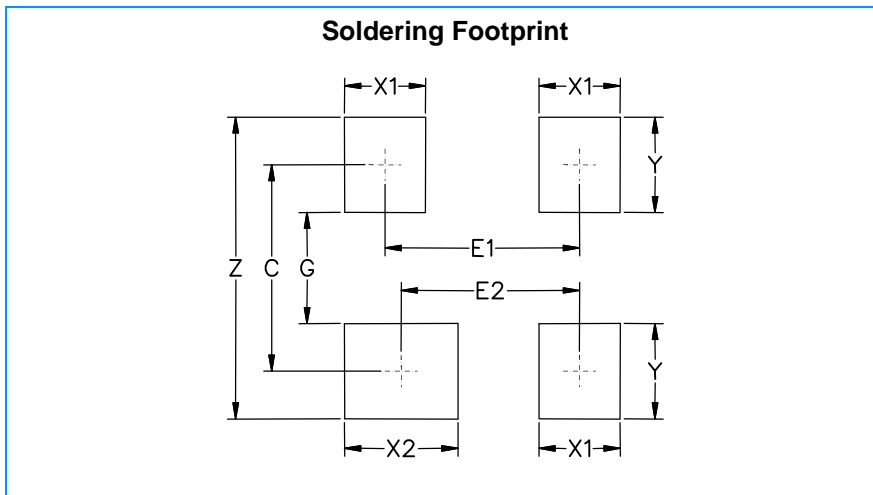 Soldering Footprint
X1 X1
Y
E1
Z C G
E2
Y
X2 X1